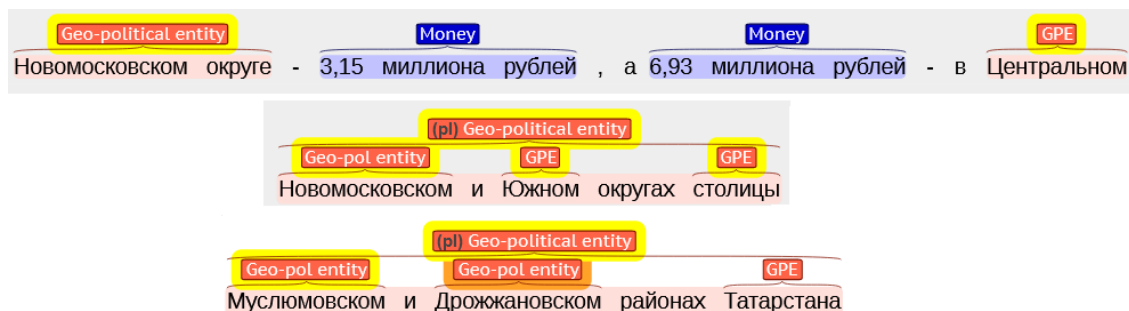 Geo-political entity Money Money GPE
Новомосковском округе - 3,15 миллиона рублей , а 6,93 миллиона рублей - в Центральном
(pl) Geo-political entity
Geo-pol entity GPE GPE
Новомосковском и Южном округах столицы
(pl) Geo-political entity
Geo-pol entity Geo-pol entity GPE
Муслюмовском и Дрожжановском районах Татарстана